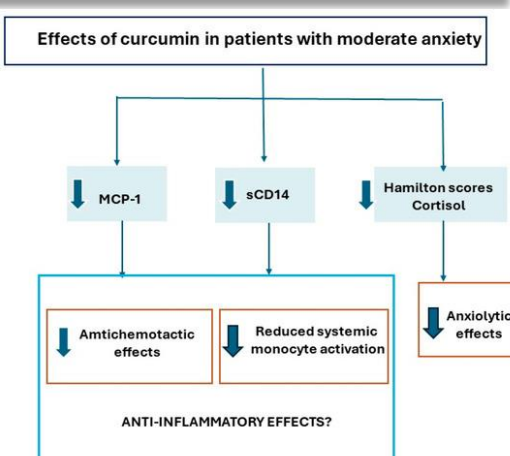 Effects of curcumin in patients with moderate anxiety
MCP-1
sCD14
Hamilton scores
Cortisol
Amtichemotactic
effects
Reduced systemic
monocyte activation
Anxiolytic
effects
ANTI-INFLAMMATORY EFFECTS?